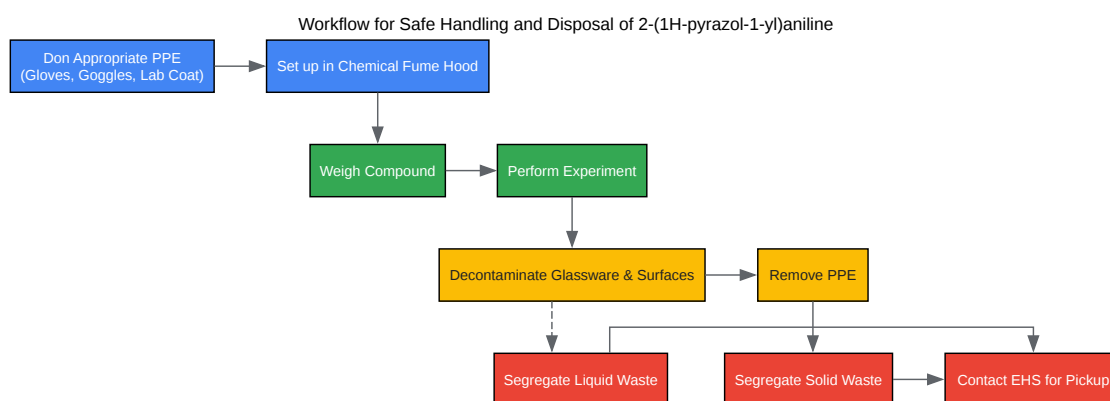 Workflow for Safe Handling and Disposal of 2-(1H-pyrazol-1-yl)aniline
Don Appropriate PPE
(Gloves, Goggles, Lab Coat)
Set up in Chemical Fume Hood
Weigh Compound
Perform Experiment
Decontaminate Glassware & Surfaces
Remove PPE
Segregate Liquid Waste
Segregate Solid Waste
Contact EHS for Pickup